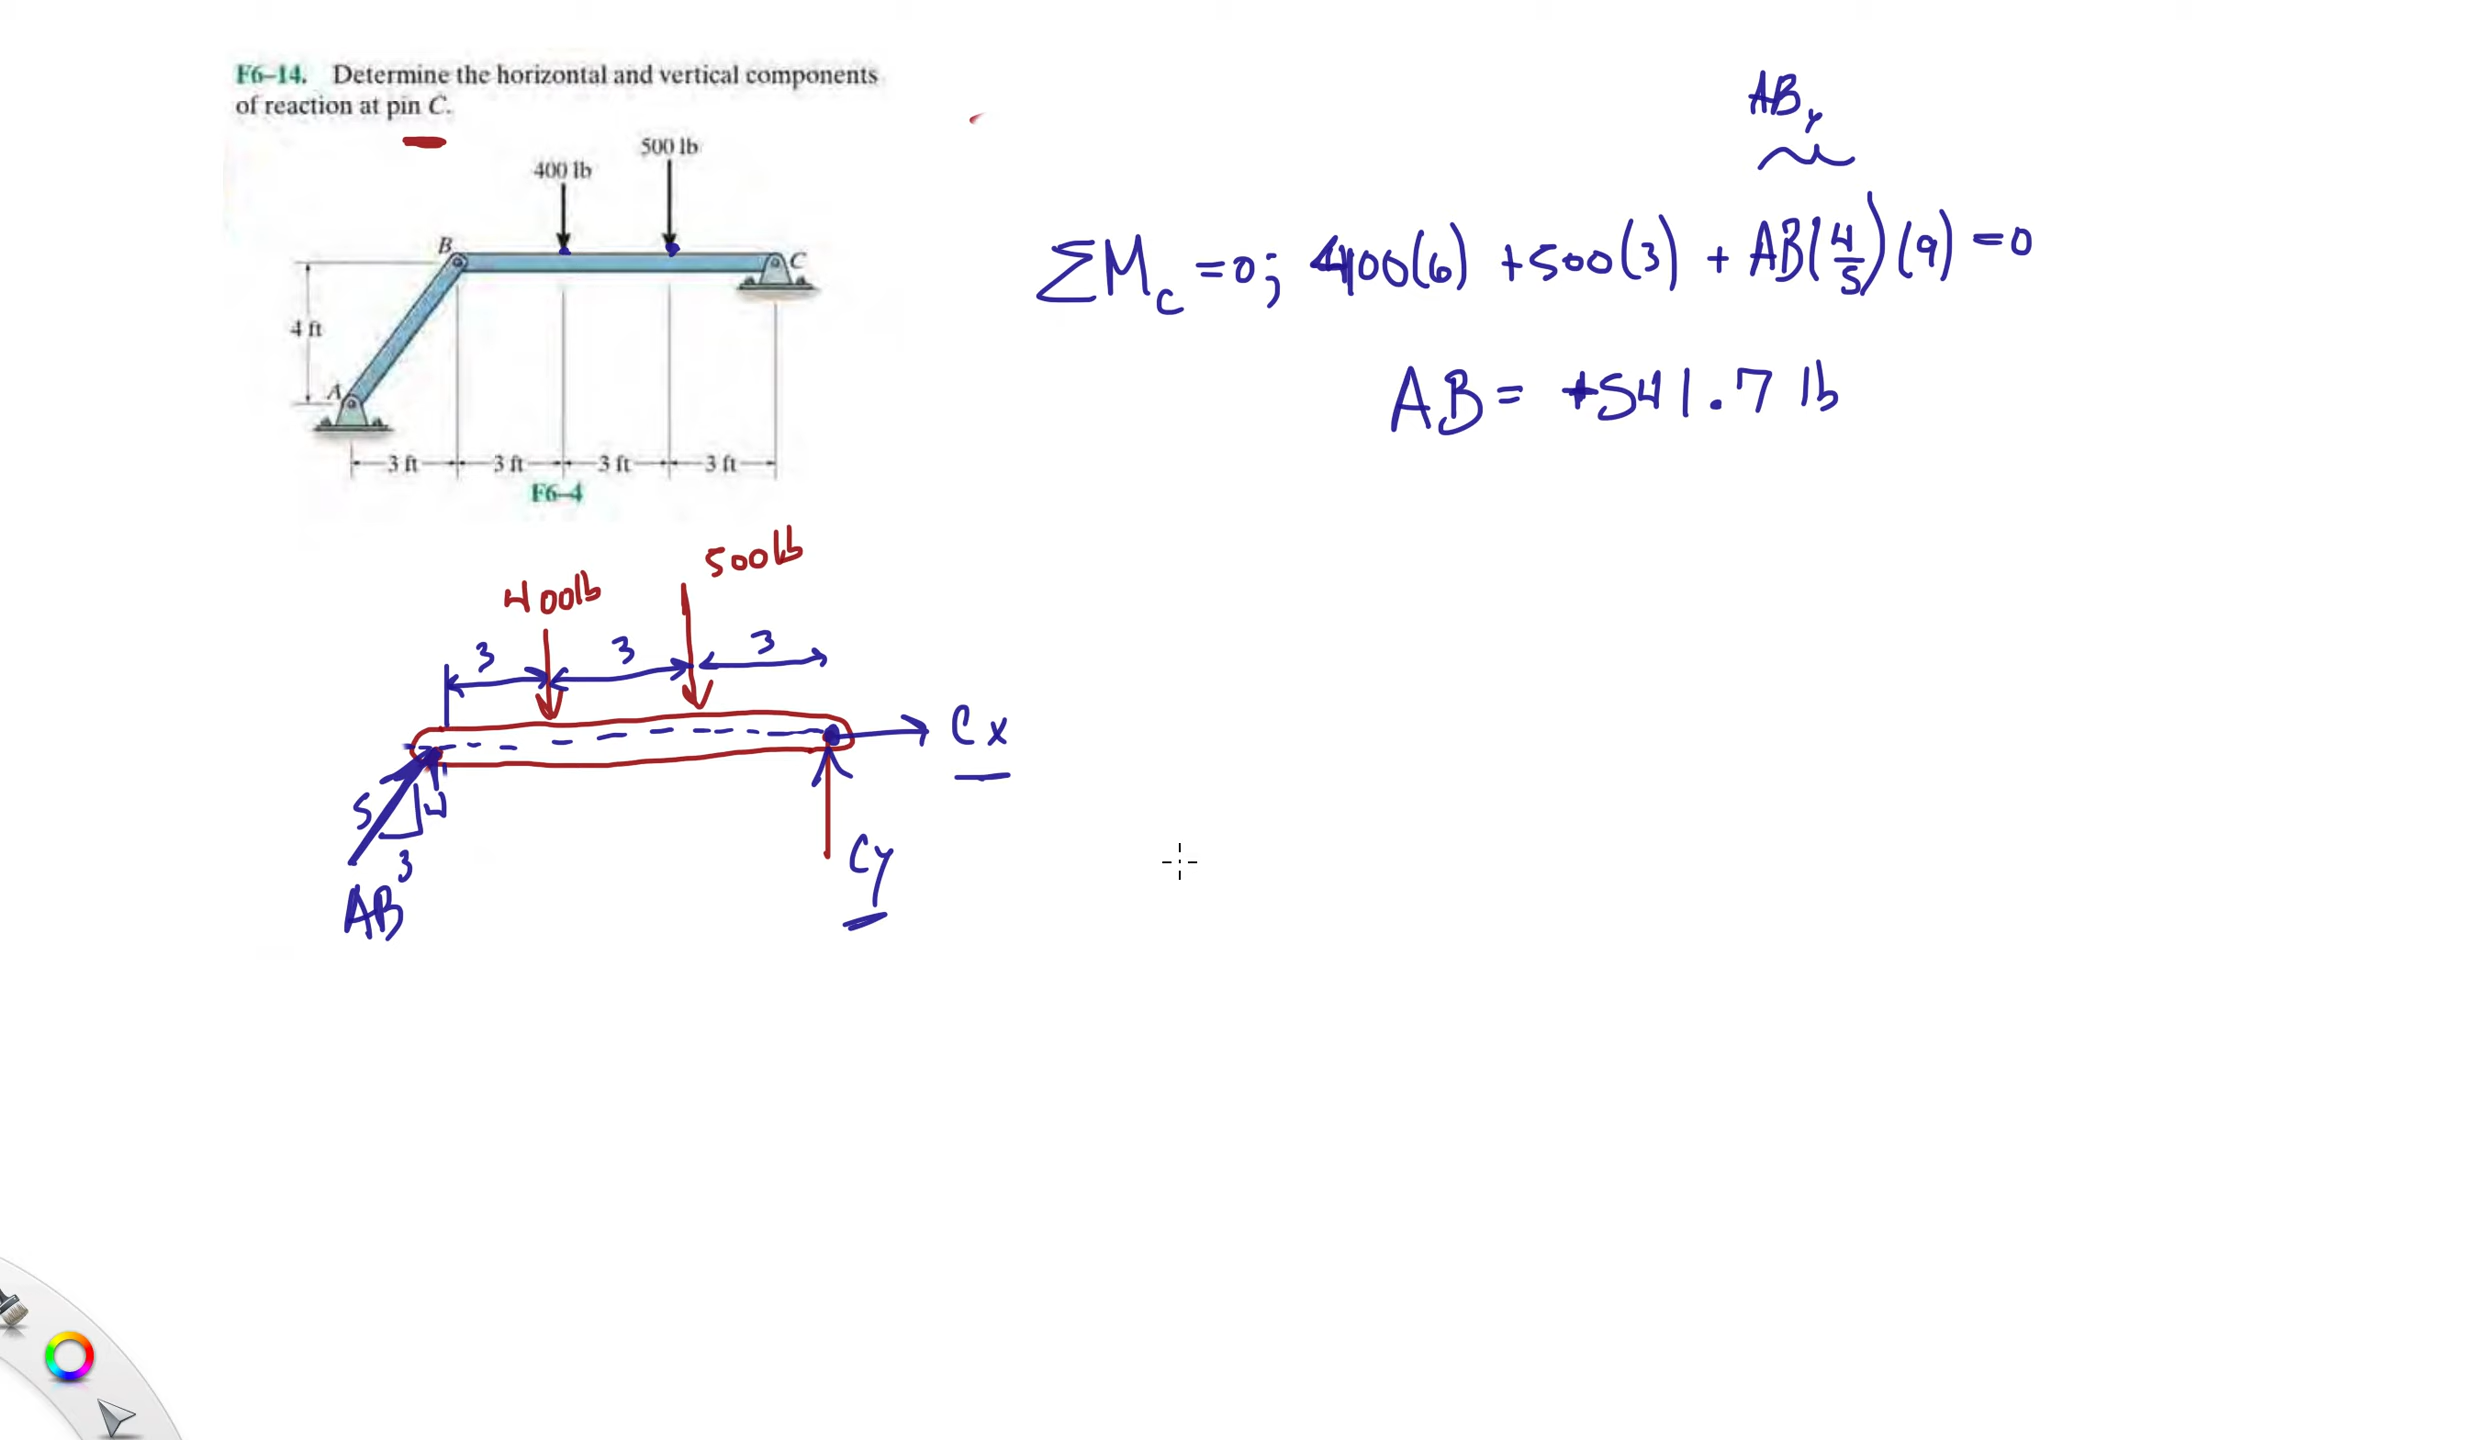 F6–14. Determine the horizontal and vertical components
of reaction at pin C.
500 lb
400 lb
B
C
4 ft
A
3 ft 3 ft 3 ft 3 ft
F6–4
ABy
ΣMc =0; 400(6) +500(3) + AB(4/5)(9) =0
AB= +541.7 lb
500lb
400lb
3 3 3
Cx
5 4
3
Cy
AB